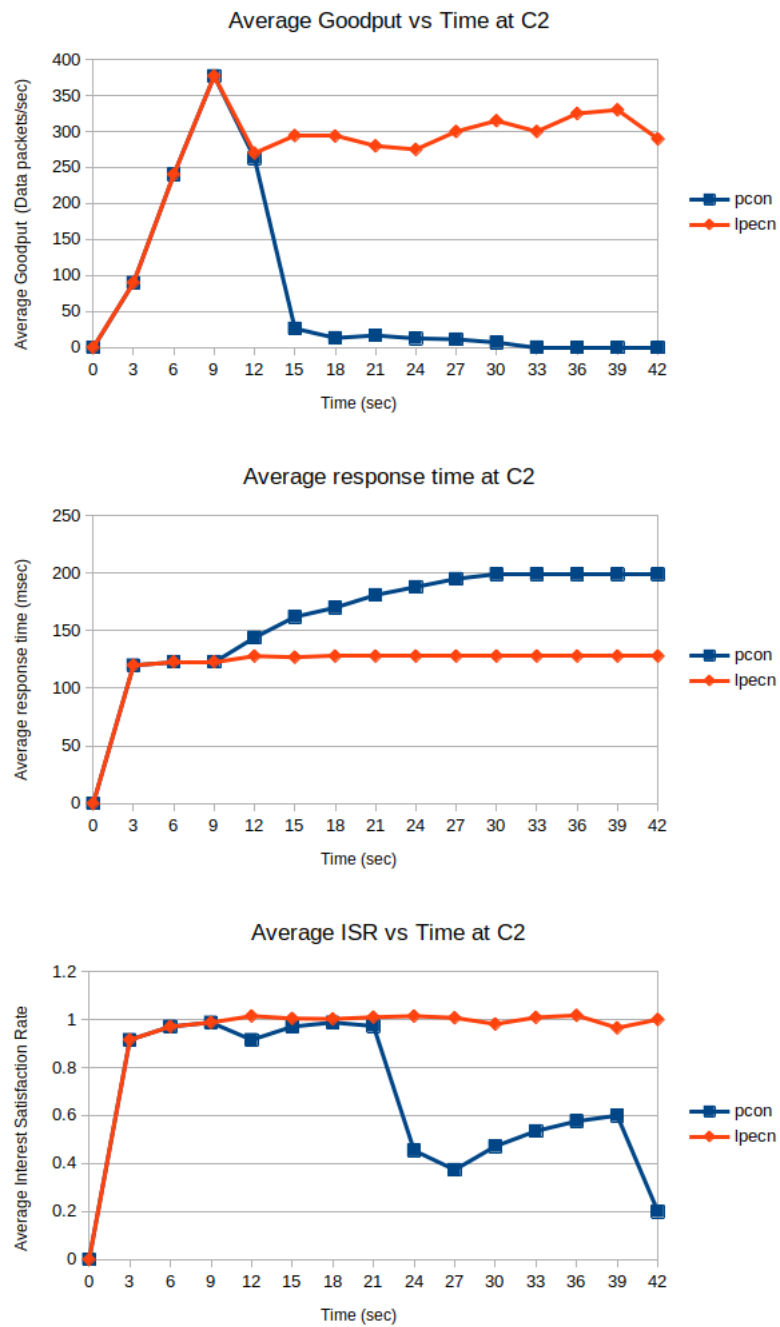 Average Goodput vs Time at C2
Average Goodput (Data packets/sec)
400
350
300
250
200
150
100
50
0
0 3 6 9 12 15 18 21 24 27 30 33 36 39 42
Time (sec)
pcon
lpecn
Average response time at C2
Average response time (msec)
250
200
150
100
50
0
0 3 6 9 12 15 18 21 24 27 30 33 36 39 42
Time (sec)
pcon
lpecn
Average ISR vs Time at C2
Average Interest Satisfaction Rate
1.2
1
0.8
0.6
0.4
0.2
0
0 3 6 9 12 15 18 21 24 27 30 33 36 39 42
Time (sec)
pcon
lpecn